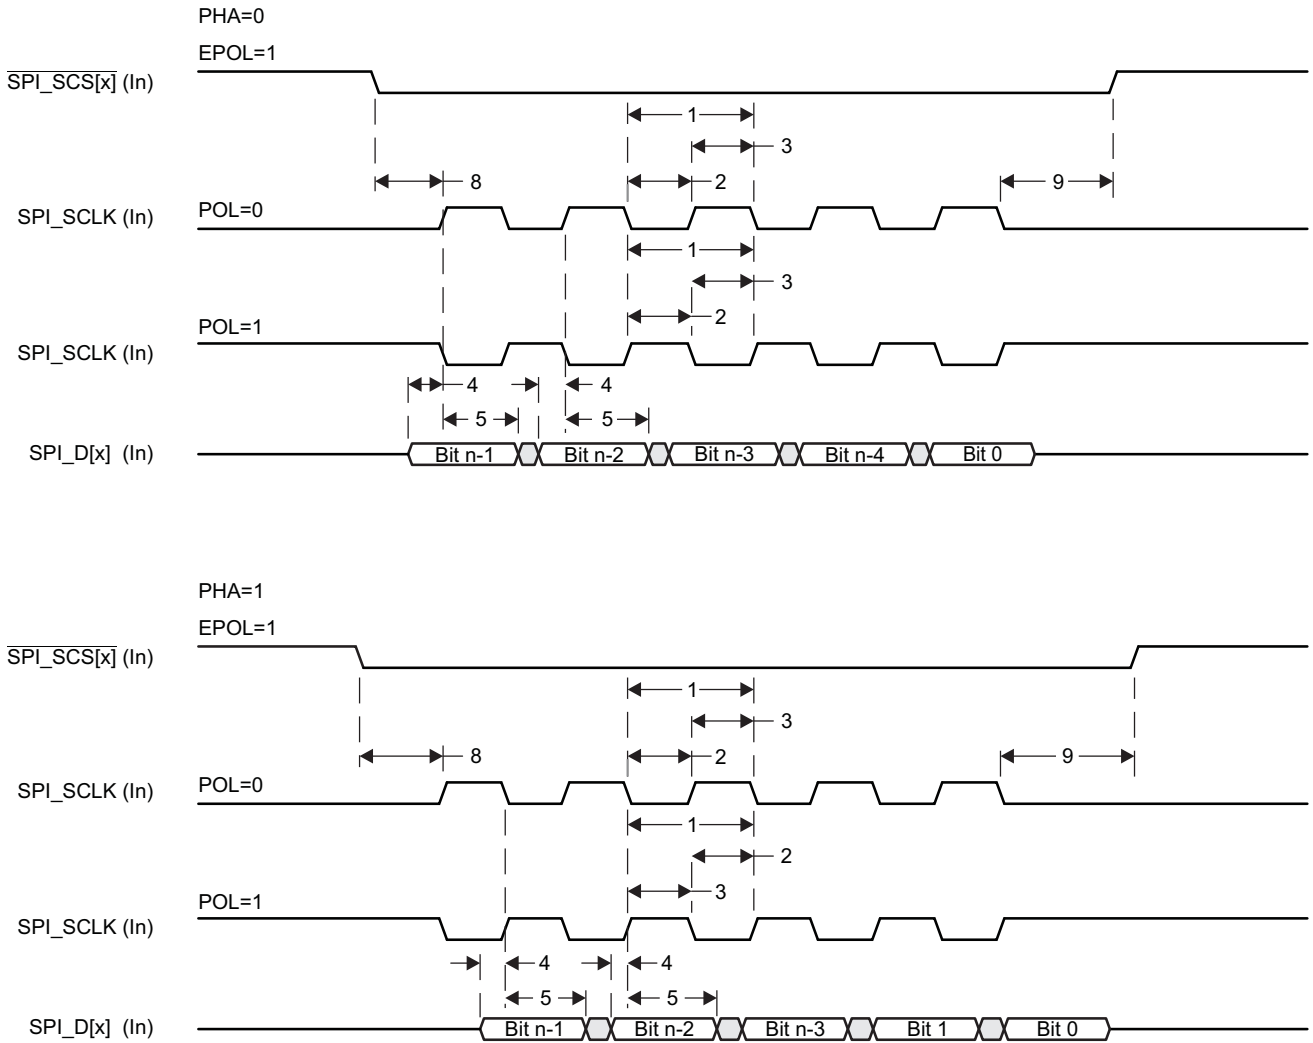 PHA=0
EPOL=1
SPI_SCS[x] (In)
1
3
8
2
9
SPI_SCLK (In)
POL=0
1
3
2
POL=1
SPI_SCLK (In)
4
4
5
5
SPI_D[x] (In)
Bit n-1
Bit n-2
Bit n-3
Bit n-4
Bit 0
PHA=1
EPOL=1
SPI_SCS[x] (In)
1
3
8
2
9
SPI_SCLK (In)
POL=0
1
2
3
POL=1
SPI_SCLK (In)
4
4
5
5
SPI_D[x] (In)
Bit n-1
Bit n-2
Bit n-3
Bit 1
Bit 0